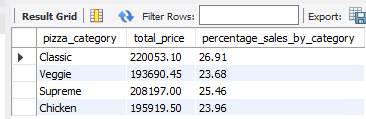 Result Grid Filter Rows: Export:
pizza_category total_price percentage_sales_by_category
Classic 220053.10 26.91
Veggie 193690.45 23.68
Supreme 208197.00 25.46
Chicken 195919.50 23.96